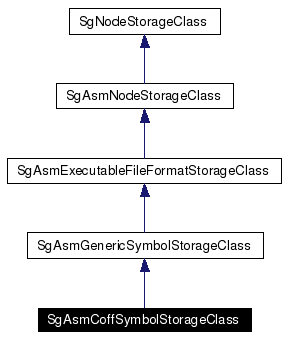 SgNodeStorageClass
SgAsmNodeStorageClass
SgAsmExecutableFileFormatStorageClass
SgAsmGenericSymbolStorageClass
SgAsmCoffSymbolStorageClass